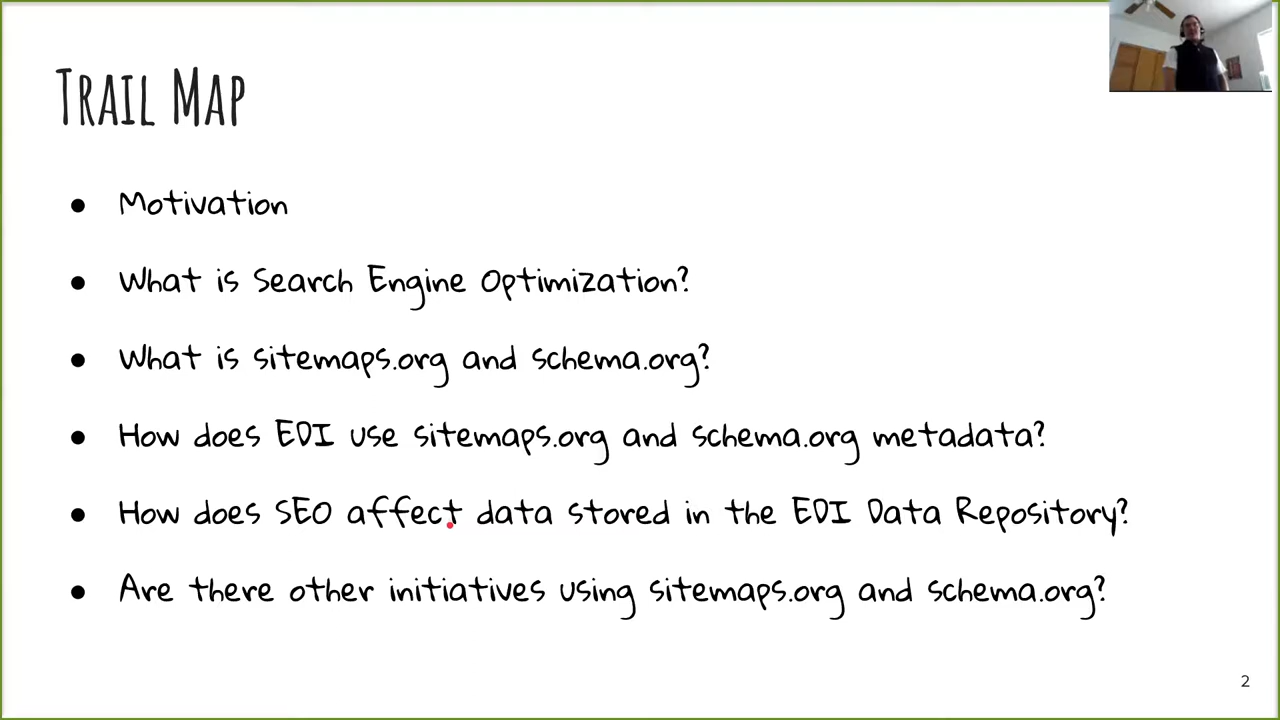 Trail Map
● Motivation
● What is Search Engine Optimization?
● What is sitemaps.org and schema.org?
● How does EDI use sitemaps.org and schema.org metadata?
● How does SEO affect data stored in the EDI Data Repository?
● Are there other initiatives using sitemaps.org and schema.org?
2